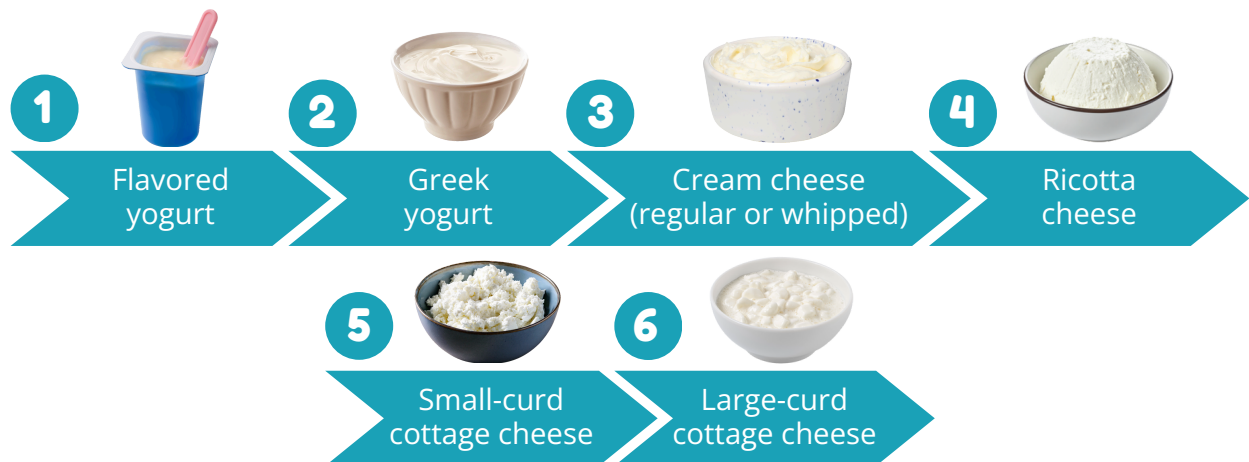 1
Flavored
yogurt
2
Greek
yogurt
3
Cream cheese
(regular or whipped)
4
Ricotta
cheese
5
Small-curd
cottage cheese
6
Large-curd
cottage cheese